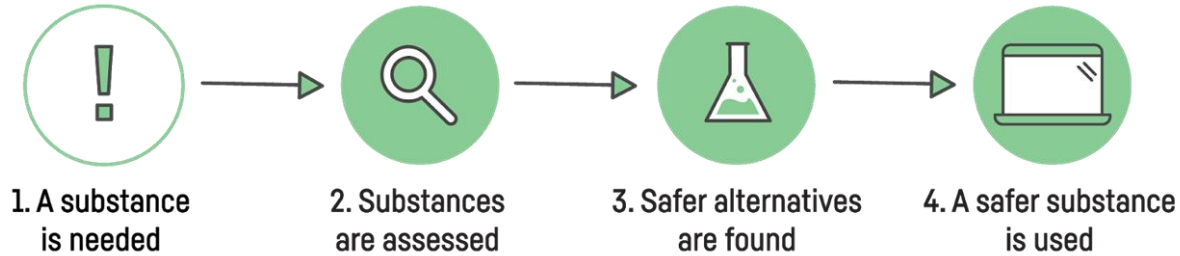 1. A substance
is needed
2. Substances
are assessed
3. Safer alternatives
are found
4. A safer substance
is used